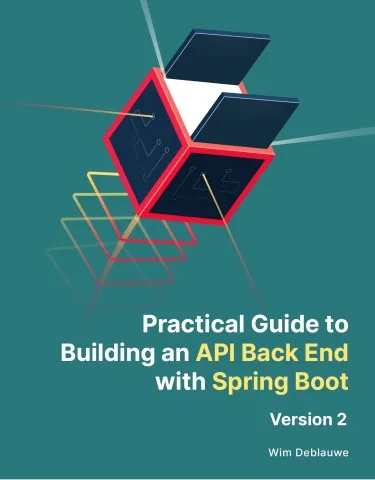 Practical Guide to
Building an API Back End
with Spring Boot
Version 2
Wim Deblauwe